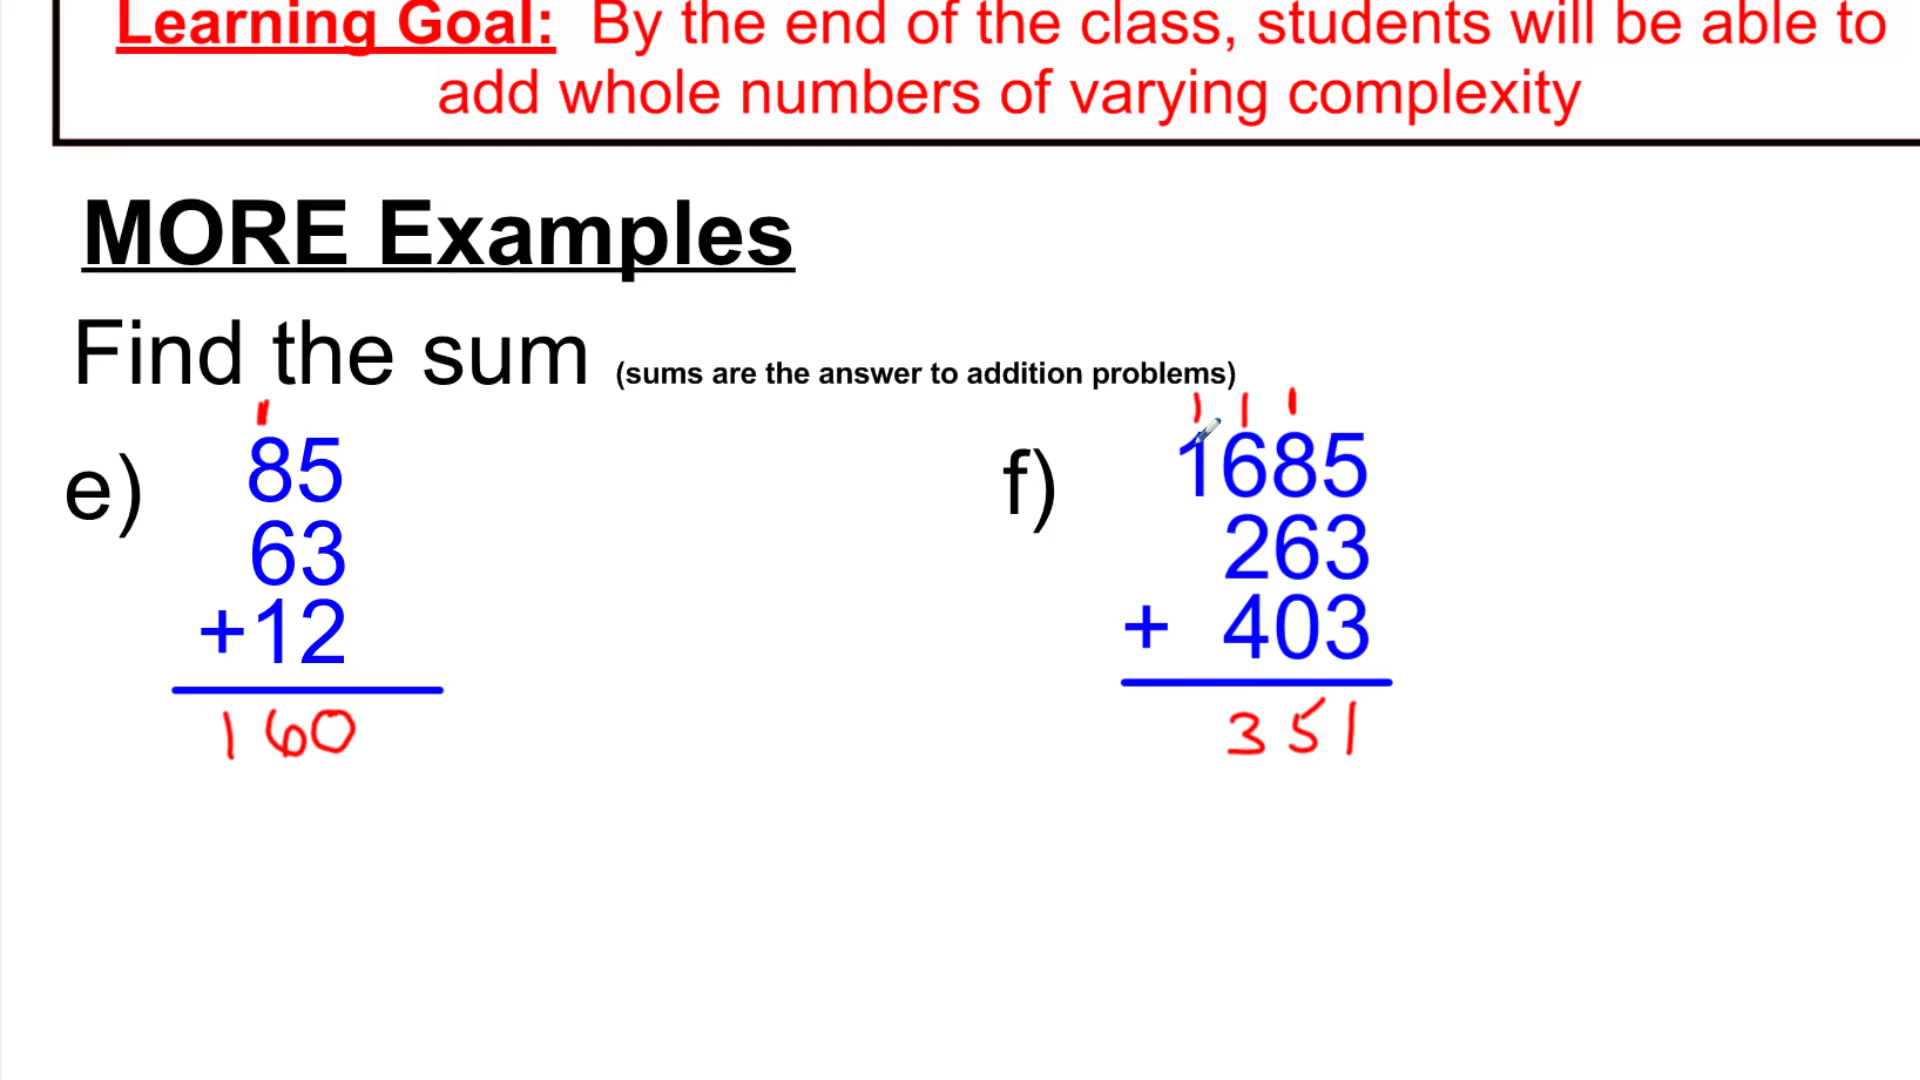 Learning Goal: By the end of the class, students will be able to
add whole numbers of varying complexity
MORE Examples
Find the sum (sums are the answer to addition problems)
e)
1
85
63
+12
160
f)
1 1 1
1685
263
+ 403
351